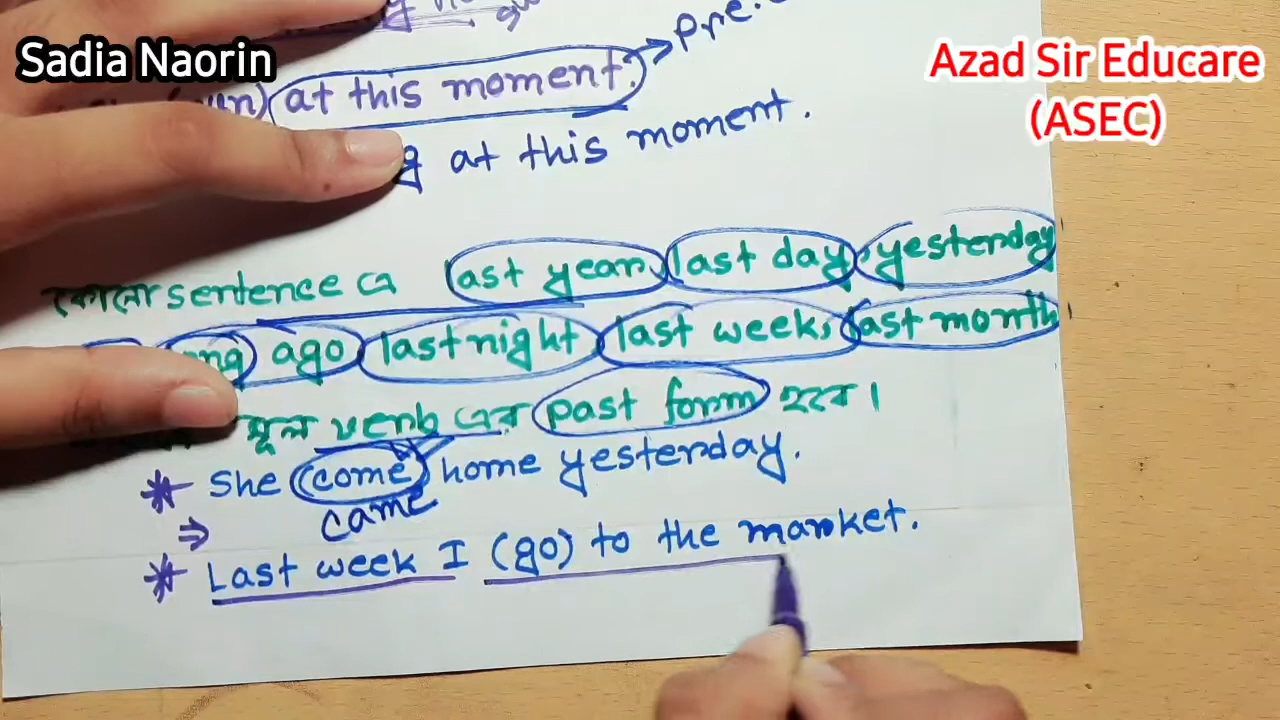 Sadia Naorin
Azad Sir Educare
(ASEC)
at this moment.
at this moment.
কোনো sentence এ last year, last day, yesterday
ago last night last week, last month
মূল verb এর past form হবে।
* She (come) home yesterday.
came
⇒
* Last week I (go) to the market.